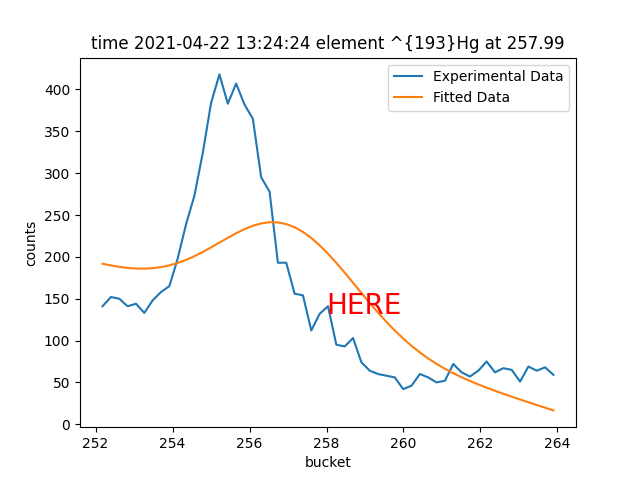 time 2021-04-22 13:24:24 element ^{193}Hg at 257.99
Experimental Data
Fitted Data
counts
400
350
300
250
200
150
100
50
0
HERE
252 254 256 258 260 262 264
bucket